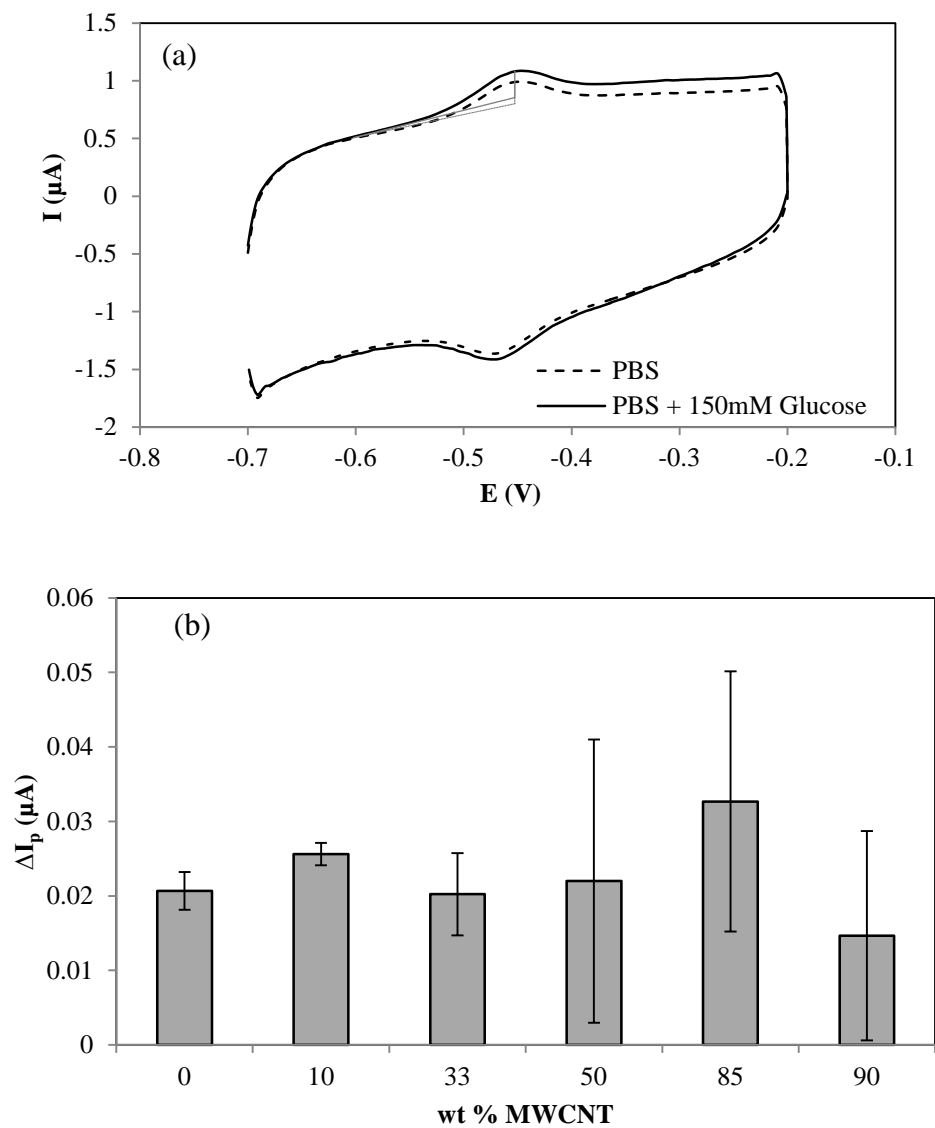 (a)
1.5
1
0.5
0
-0.5
-1
-1.5
-2
I (µA)
PBS
PBS + 150mM Glucose
-0.8 -0.7 -0.6 -0.5 -0.4 -0.3 -0.2 -0.1
E (V)
(b)
0.06
0.05
0.04
0.03
0.02
0.01
0
ΔIp (µA)
0 10 33 50 85 90
wt % MWCNT